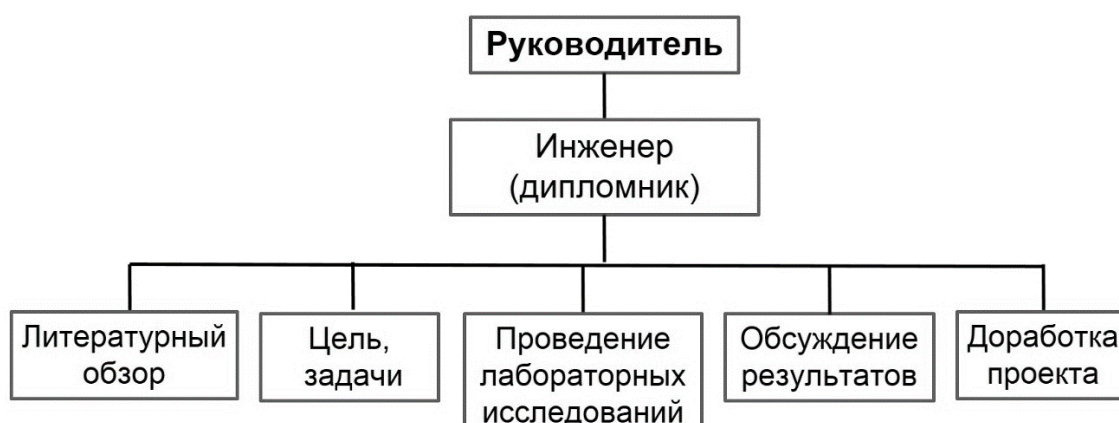 Руководитель
Инженер
(дипломник)
Литературный
обзор
Цель,
задачи
Проведение
лабораторных
исследований
Обсуждение
результатов
Доработка
проекта